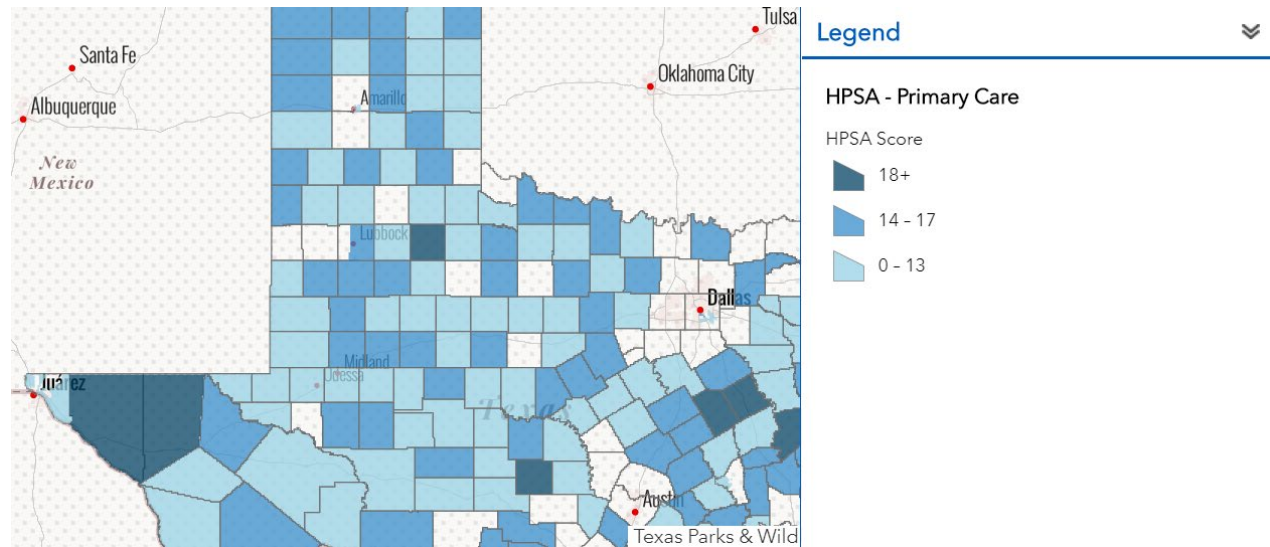 Tulsa
Santa Fe
Oklahoma City
Amarillo
Albuquerque
New
Mexico
Lubbock
Dallas
Midland
Odessa
Juárez
Texas
Austin
Texas Parks & Wild
Legend
HPSA - Primary Care
HPSA Score
18+
14 - 17
0 - 13